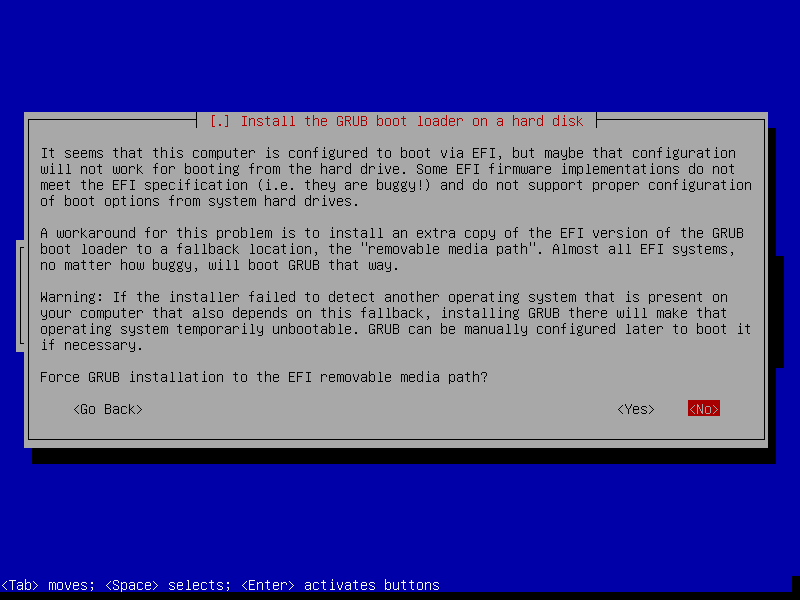 [.] Install the GRUB boot loader on a hard disk
It seems that this computer is configured to boot via EFI, but maybe that configuration
will not work for booting from the hard drive. Some EFI firmware implementations do not
meet the EFI specification (i.e. they are buggy!) and do not support proper configuration
of boot options from system hard drives.
A workaround for this problem is to install an extra copy of the EFI version of the GRUB
boot loader to a fallback location, the "removable media path". Almost all EFI systems,
no matter how buggy, will boot GRUB that way.
Warning: If the installer failed to detect another operating system that is present on
your computer that also depends on this fallback, installing GRUB there will make that
operating system temporarily unbootable. GRUB can be manually configured later to boot it
if necessary.
Force GRUB installation to the EFI removable media path?
<Go Back> <Yes> <No>
<Tab> moves; <Space> selects; <Enter> activates buttons